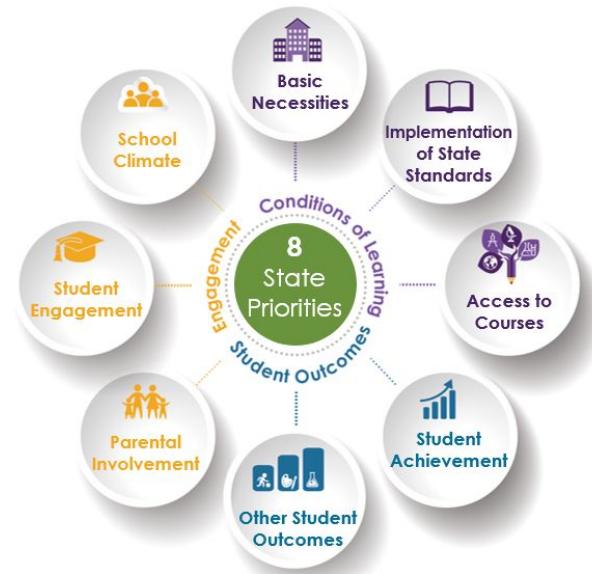 8
State
Priorities
Conditions of Learning
Student Outcomes
Engagement
Basic
Necessities
Implementation
of State
Standards
Access to
Courses
Student
Achievement
Other Student
Outcomes
Parental
Involvement
Student
Engagement
School
Climate